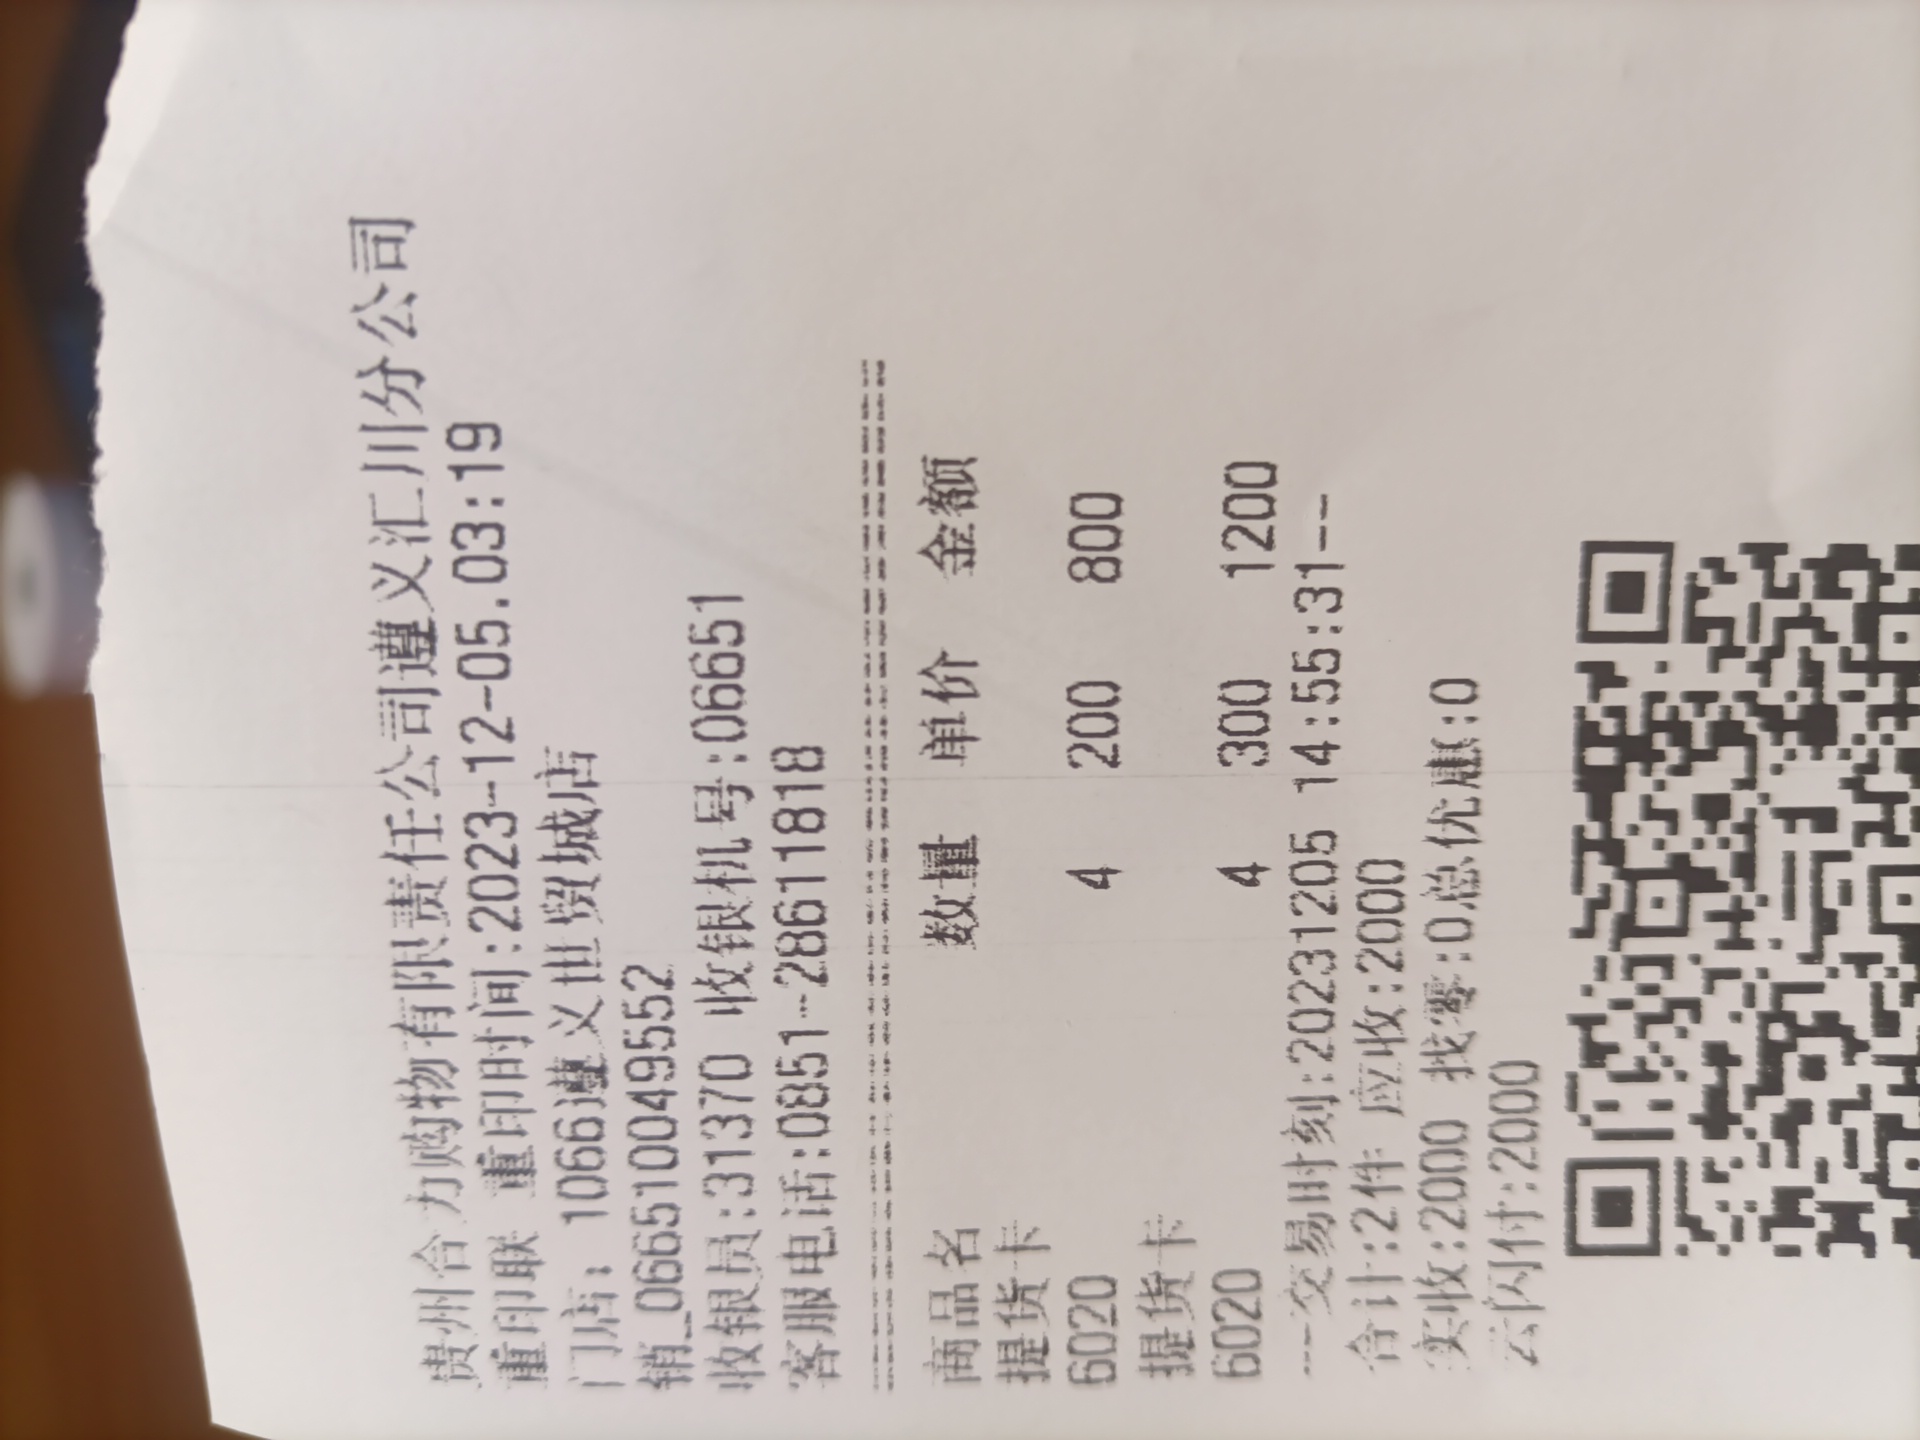 贵州合力购物有限责任公司遵义汇川分公司
重印联 重印时间:2023-12-05.03:19
门店: 1066遵义世贸城店
销_066510049552
收银员:31370 收银机号:06651
客服电话:0851-28611818
商品名 数量 单价 金额
提货卡
6020 4 200 800
提货卡
6020 4 300 1200
--交易时刻:20231205 14:55:31--
合计:2件 应收:2000
实收:2000 找零:0总优惠:0
云闪付:2000